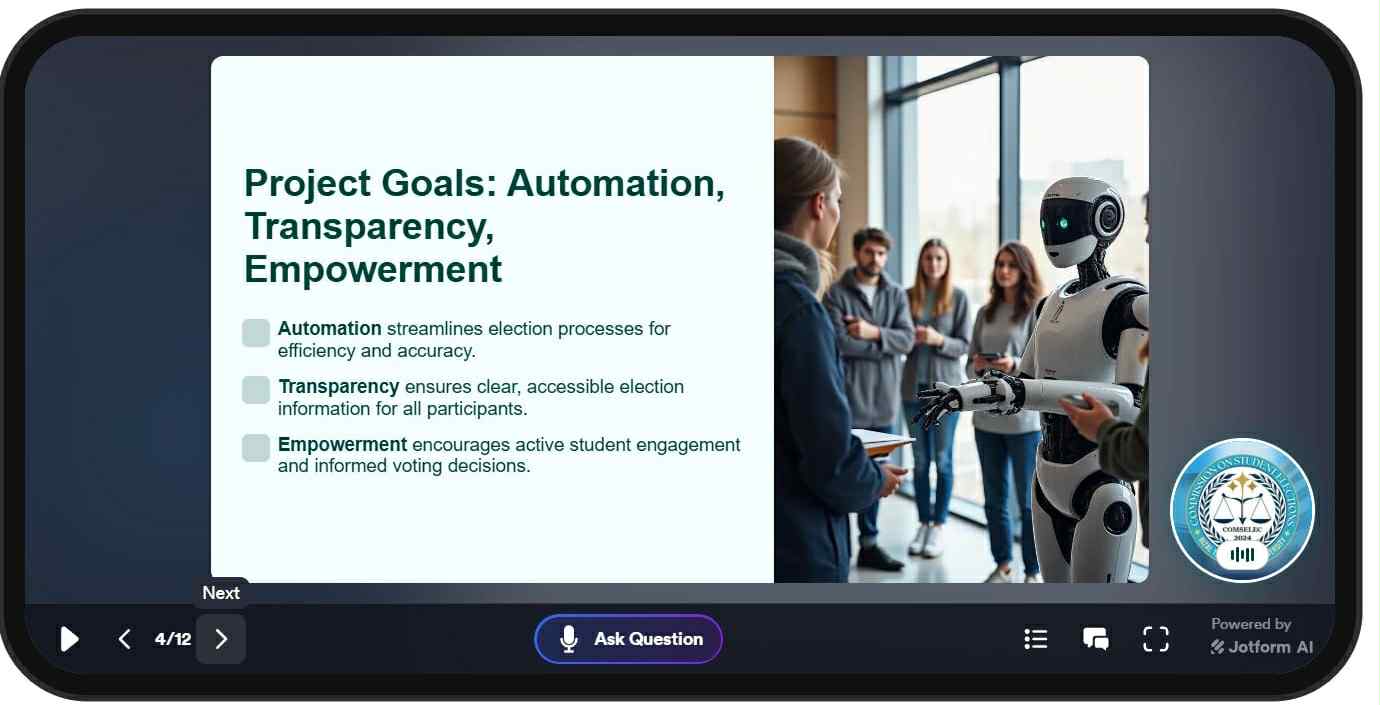 Project Goals: Automation,
Transparency,
Empowerment
Automation streamlines election processes for
efficiency and accuracy.
Transparency ensures clear, accessible election
information for all participants.
Empowerment encourages active student engagement
and informed voting decisions.
COMMISSION ON STUDENT ELECTIONS
COMSELEC
2024
Next
4/12
Ask Question
Powered by
Jotform AI